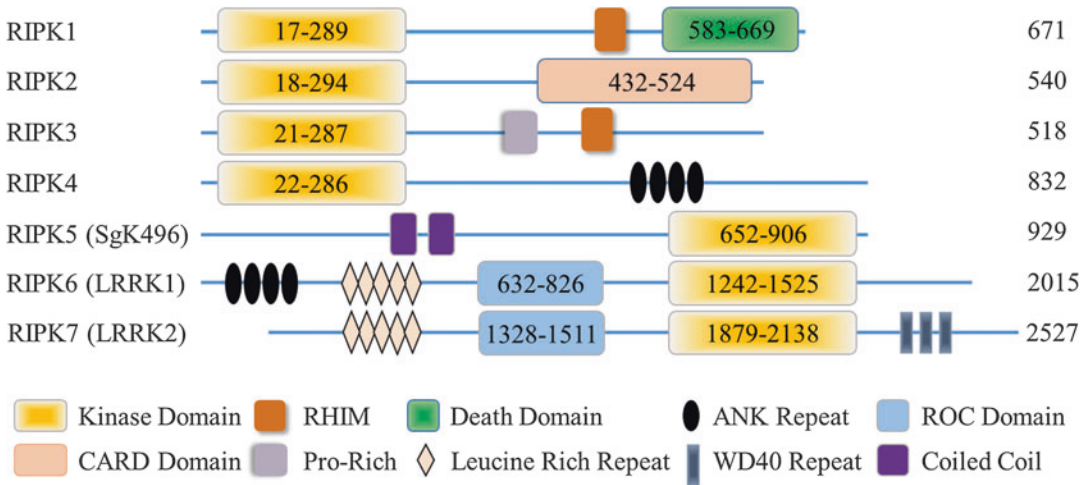 RIPK1 17-289 583-669 671
RIPK2 18-294 432-524 540
RIPK3 21-287 518
RIPK4 22-286 832
RIPK5 (SgK496) 652-906 929
RIPK6 (LRRK1) 632-826 1242-1525 2015
RIPK7 (LRRK2) 1328-1511 1879-2138 2527
Kinase Domain RHIM Death Domain ANK Repeat ROC Domain
CARD Domain Pro-Rich Leucine Rich Repeat WD40 Repeat Coiled Coil